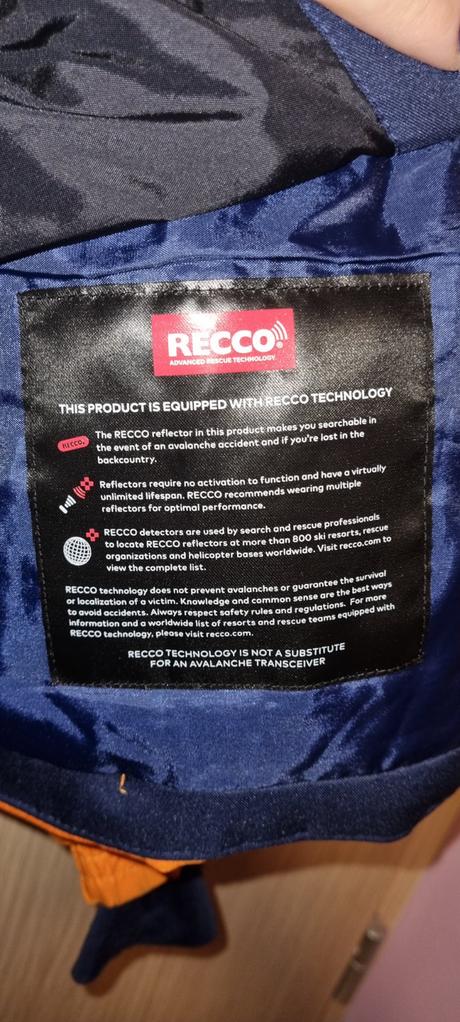 RECCO
ADVANCED RESCUE TECHNOLOGY
THIS PRODUCT IS EQUIPPED WITH RECCO TECHNOLOGY
RECCO.
The RECCO reflector in this product makes you searchable in
the event of an avalanche accident and if you're lost in the
backcountry.
Reflectors require no activation to function and have a virtually
unlimited lifespan. RECCO recommends wearing multiple
reflectors for optimal performance.
RECCO detectors are used by search and rescue professionals
to locate RECCO reflectors at more than 800 ski resorts, rescue
organizations and helicopter bases worldwide. Visit recco.com to
view the complete list.
RECCO technology does not prevent avalanches or guarantee the survival
or localization of a victim. Knowledge and common sense are the best ways
to avoid accidents. Always respect safety rules and regulations. For more
information and a worldwide list of resorts and rescue teams equipped with
RECCO technology, please visit recco.com.
RECCO TECHNOLOGY IS NOT A SUBSTITUTE
FOR AN AVALANCHE TRANSCEIVER